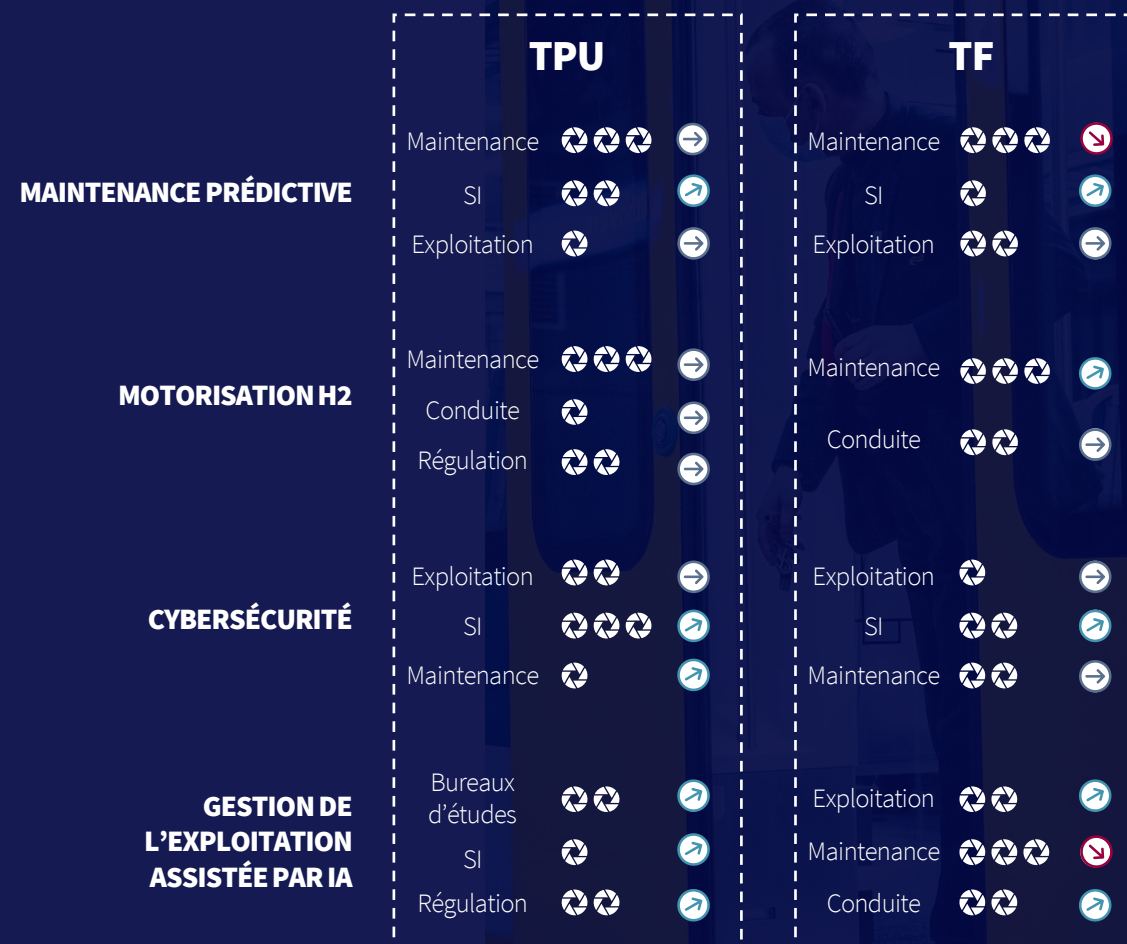 TPU
TF
MAINTENANCE PRÉDICTIVE
Maintenance
SI
Exploitation
Maintenance
SI
Exploitation
MOTORISATION H2
Maintenance
Conduite
Régulation
Maintenance
Conduite
CYBERSÉCURITÉ
Exploitation
SI
Maintenance
Exploitation
SI
Maintenance
GESTION DE
L’EXPLOITATION
ASSISTÉE PAR IA
Bureaux
d’études
SI
Régulation
Exploitation
Maintenance
Conduite